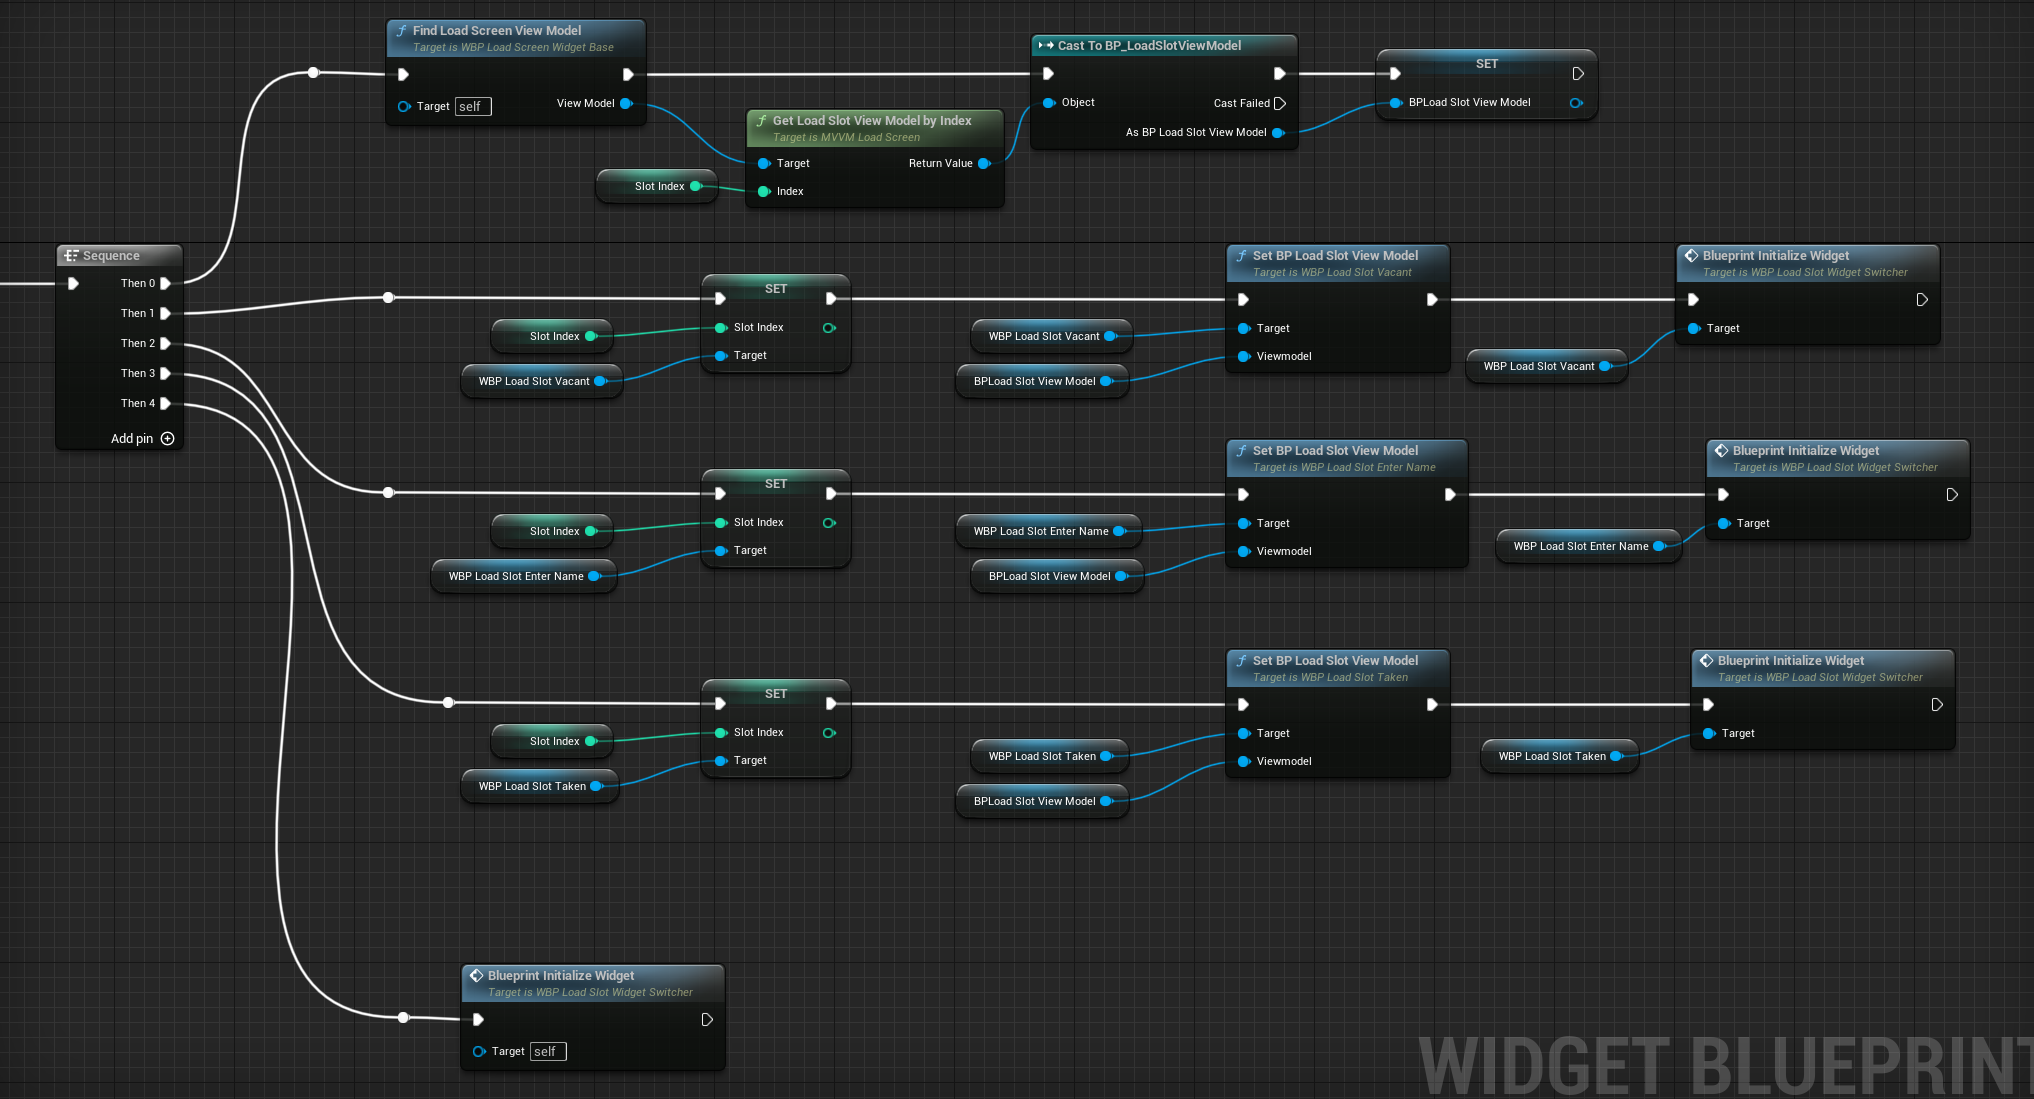 Find Load Screen View Model
Target is WBP Load Screen Widget Base
Target self
View Model
Get Load Slot View Model by Index
Target is MVVM Load Screen
Target
Return Value
Index
Slot Index
Cast To BP_LoadSlotViewModel
Object
Cast Failed
As BP Load Slot View Model
SET
BPLoad Slot View Model
Sequence
Then 0
Then 1
Then 2
Then 3
Then 4
Add pin
SET
Slot Index
Target
Slot Index
WBP Load Slot Vacant
Set BP Load Slot View Model
Target is WBP Load Slot Vacant
Target
Viewmodel
WBP Load Slot Vacant
BPLoad Slot View Model
Blueprint Initialize Widget
Target is WBP Load Slot Widget Switcher
Target
WBP Load Slot Vacant
SET
Slot Index
Target
Slot Index
WBP Load Slot Enter Name
Set BP Load Slot View Model
Target is WBP Load Slot Enter Name
Target
Viewmodel
WBP Load Slot Enter Name
BPLoad Slot View Model
Blueprint Initialize Widget
Target is WBP Load Slot Widget Switcher
Target
WBP Load Slot Enter Name
SET
Slot Index
Target
Slot Index
WBP Load Slot Taken
Set BP Load Slot View Model
Target is WBP Load Slot Taken
Target
Viewmodel
WBP Load Slot Taken
BPLoad Slot View Model
Blueprint Initialize Widget
Target is WBP Load Slot Widget Switcher
Target
WBP Load Slot Taken
Blueprint Initialize Widget
Target is WBP Load Slot Widget Switcher
Target self
WIDGET BLUEPRINT